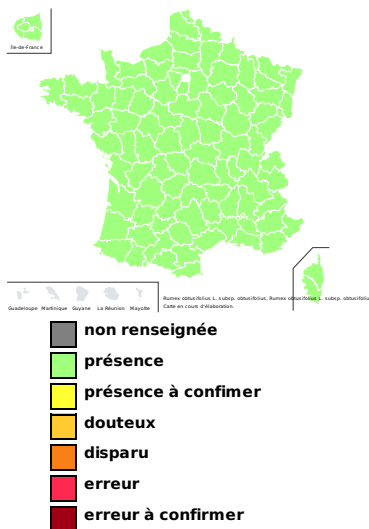 Île-de-France
Guadeloupe Martinique Guyane La Réunion Mayotte
Rumex obtusifolius L. subsp. obtusifolius, Rumex obtusifolius L. subsp. obtusifoliu
Carte en cours d'élaboration.
non renseignée
présence
présence à confimer
douteux
disparu
erreur
erreur à confirmer